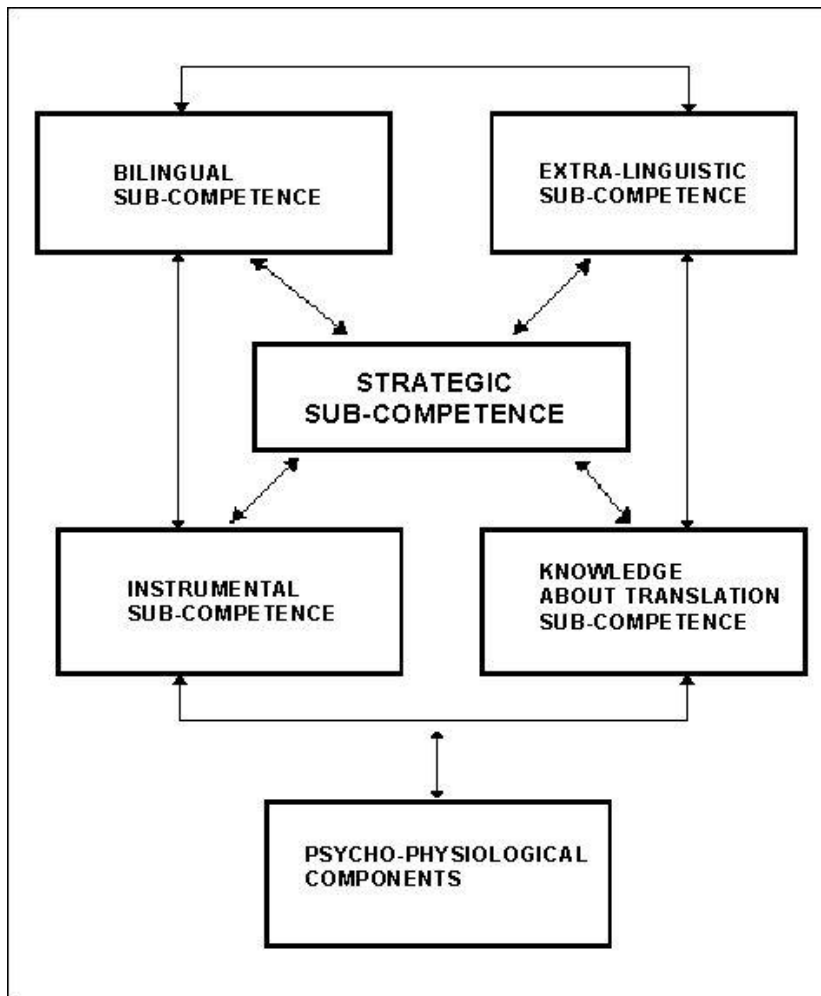 BILINGUAL
SUB-COMPETENCE
EXTRA-LINGUISTIC
SUB-COMPETENCE
STRATEGIC
SUB-COMPETENCE
INSTRUMENTAL
SUB-COMPETENCE
KNOWLEDGE
ABOUT TRANSLATION
SUB-COMPETENCE
PSYCHO-PHYSIOLOGICAL
COMPONENTS